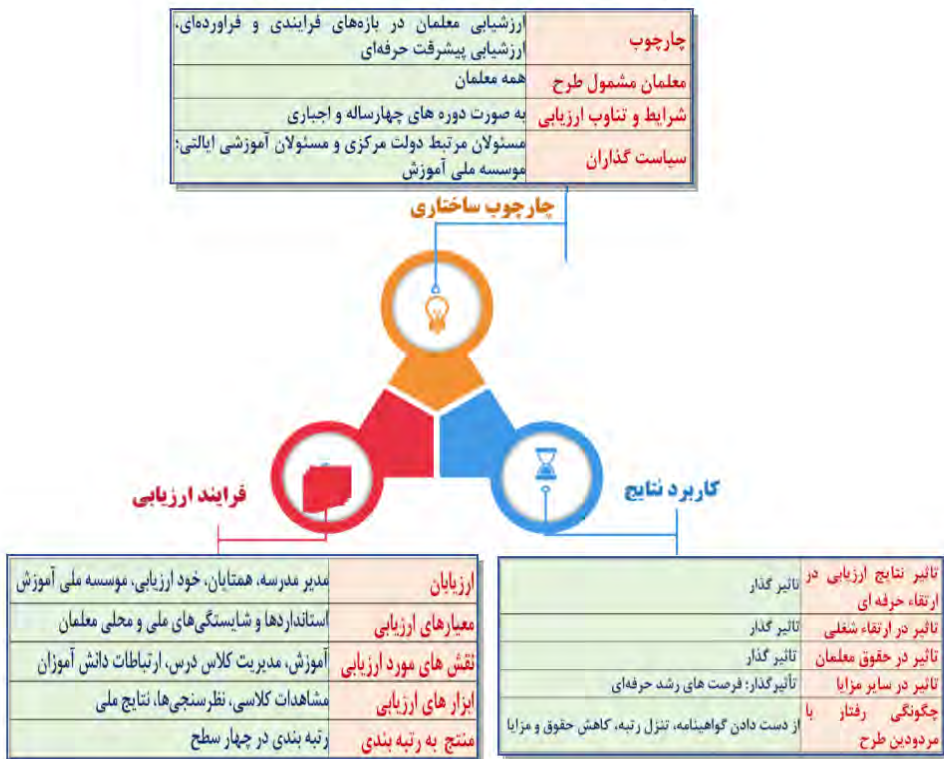 چارچوب
ارزشیابی معلمان در بازه‌های فرایندی و فراورده‌ای،
ارزشیابی پیشرفت حرفه‌ای
معلمان مشمول طرح
همه معلمان
شرایط و تناوب ارزیابی
به صورت دوره های چهارساله و اجباری
سیاست گذاران
مسئولان مرتبط دولت مرکزی و مسئولان آموزشی ایالتی؛
موسسه ملی آموزش
چارچوب ساختاری
فرایند ارزیابی
ارزیابان
مدیر مدرسه، همتایان، خود ارزیابی، موسسه ملی آموزش
معیارهای ارزیابی
استانداردها و شایستگی‌های ملی و محلی معلمان
نقش های مورد ارزیابی
آموزش، مدیریت کلاس درس، ارتباطات دانش آموزان
ابزار های ارزیابی
مشاهدات کلاسی، نظرسنجی‌ها، نتایج ملی
منتج به رتبه بندی
رتبه بندی در چهار سطح
کاربرد نتایج
تاثیر نتایج ارزیابی در
ارتقاء حرفه ای
تاثیر گذار
تاثیر در ارتقاء شغلی
تاثیر گذار
تاثیر در حقوق معلمان
تاثیر گذار
تاثیر در سایر مزایا
تأثیرگذار؛ فرصت های رشد حرفه‌ای
چگونگی رفتار با
مردودین طرح
از دست دادن گواهینامه، تنزل رتبه، کاهش حقوق و مزایا